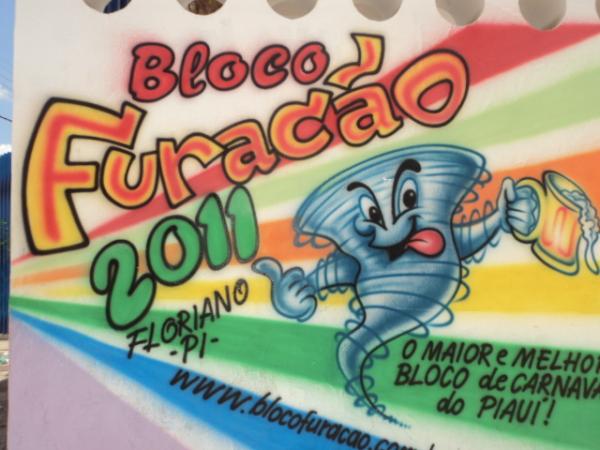 Bloco
Furacão
2011
FLORIANO
-PI-
www.blocofuracao.com
O MAIOR e MELHO
BLOCO de CARNAVA
do PIAUÍ!